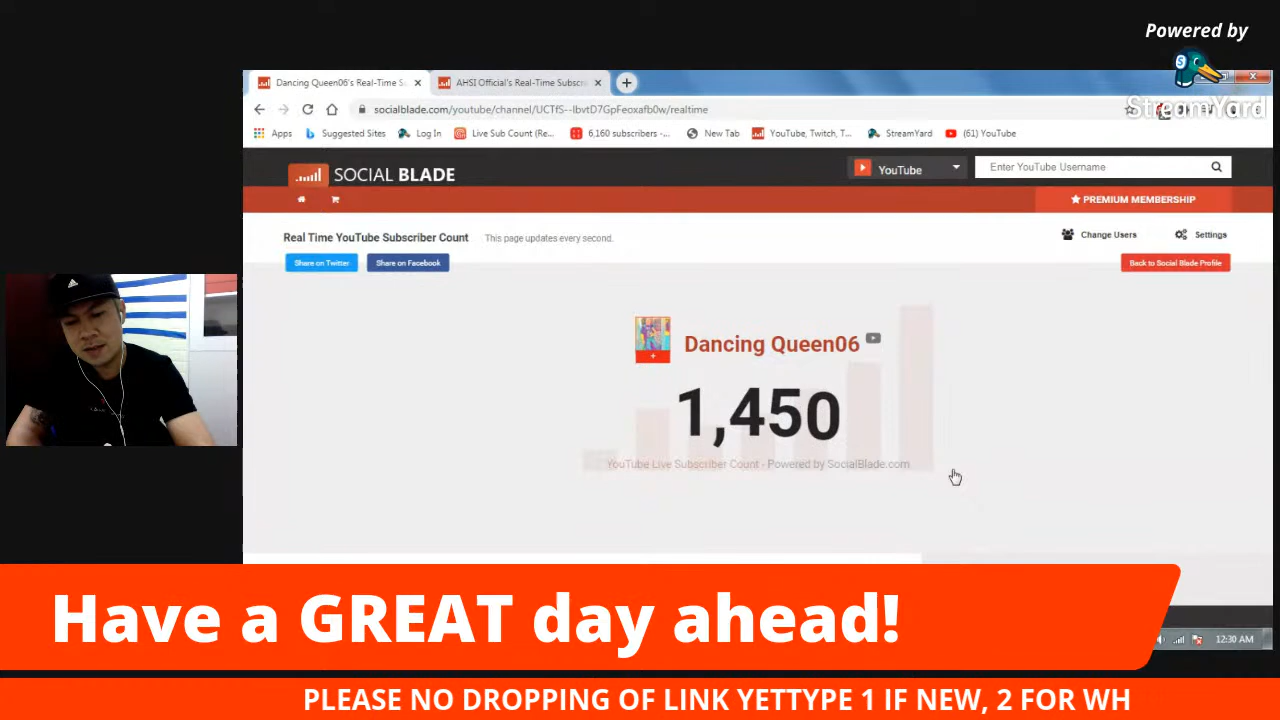 Powered by
StreamYard
Dancing Queen06's Real-Time S
AHSI Official's Real-Time Subscri
socialblade.com/youtube/channel/UCTfS--lbvtD7GpFeoxafb0w/realtime
Apps
Suggested Sites
Log In
Live Sub Count (Re...
6,160 subscribers -...
New Tab
YouTube, Twitch, T...
StreamYard
(61) YouTube
SOCIAL BLADE
YouTube
Enter YouTube Username
PREMIUM MEMBERSHIP
Real Time YouTube Subscriber Count
This page updates every second.
Change Users
Settings
Share on Twitter
Share on Facebook
Back to Social Blade Profile
Dancing Queen06
1,450
YouTube Live Subscriber Count - Powered by SocialBlade.com
Have a GREAT day ahead!
12:30 AM
PLEASE NO DROPPING OF LINK YETTYPE 1 IF NEW, 2 FOR WH